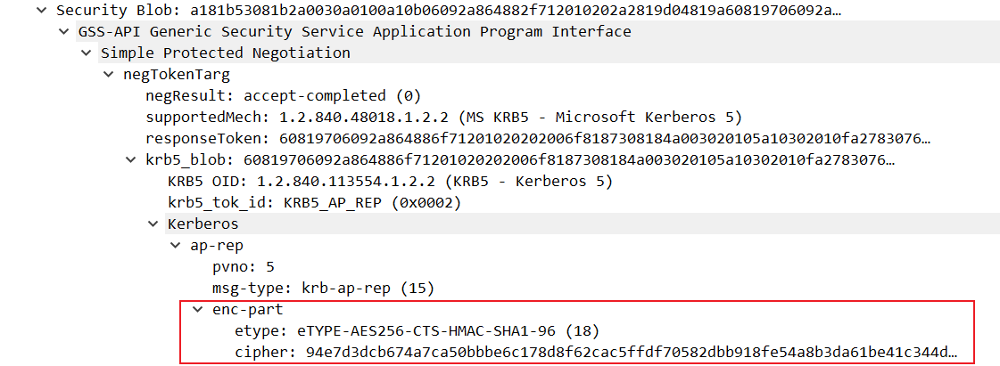 Security Blob: a181b53081b2a0030a0100a10b06092a864882f712010202a2819d04819a60819706092a…
GSS-API Generic Security Service Application Program Interface
Simple Protected Negotiation
negTokenTarg
negResult: accept-completed (0)
supportedMech: 1.2.840.48018.1.2.2 (MS KRB5 - Microsoft Kerberos 5)
responseToken: 60819706092a864886f71201020202006f8187308184a003020105a10302010fa2783076…
krb5_blob: 60819706092a864886f71201020202006f8187308184a003020105a10302010fa2783076…
KRB5 OID: 1.2.840.113554.1.2.2 (KRB5 - Kerberos 5)
krb5_tok_id: KRB5_AP_REP (0x0002)
Kerberos
ap-rep
pvno: 5
msg-type: krb-ap-rep (15)
enc-part
etype: eTYPE-AES256-CTS-HMAC-SHA1-96 (18)
cipher: 94e7d3dcb674a7ca50bbbe6c178d8f62cac5ffdf70582dbb918fe54a8b3da61be41c344d…